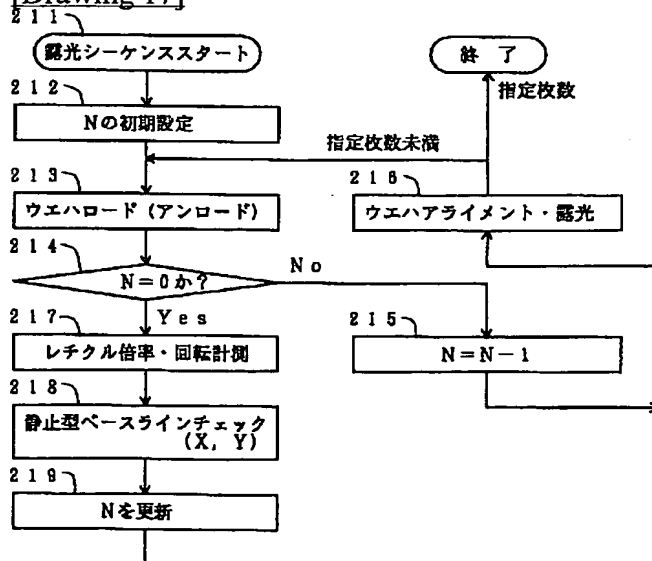 [Drawing 17]
211
露光シーケンススタート
終 了
指定枚数
212
Nの初期設定
指定枚数未満
213
ウエハロード(アンロード)
216
ウエハアライメント・露光
214
N=0か?
No
Yes
217
レチクル倍率・回転計測
215
N=N-1
218
静止型ベースラインチェック
(X, Y)
219
Nを更新